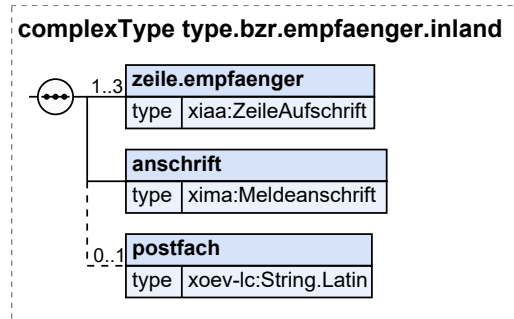 complexType type.bzr.empfaenger.inland
1..3 zeile.empfaenger
type xiaa:ZeileAufschrift
anschrift
type xima:Meldeanschrift
0..1 postfach
type xoev-lc:String.Latin